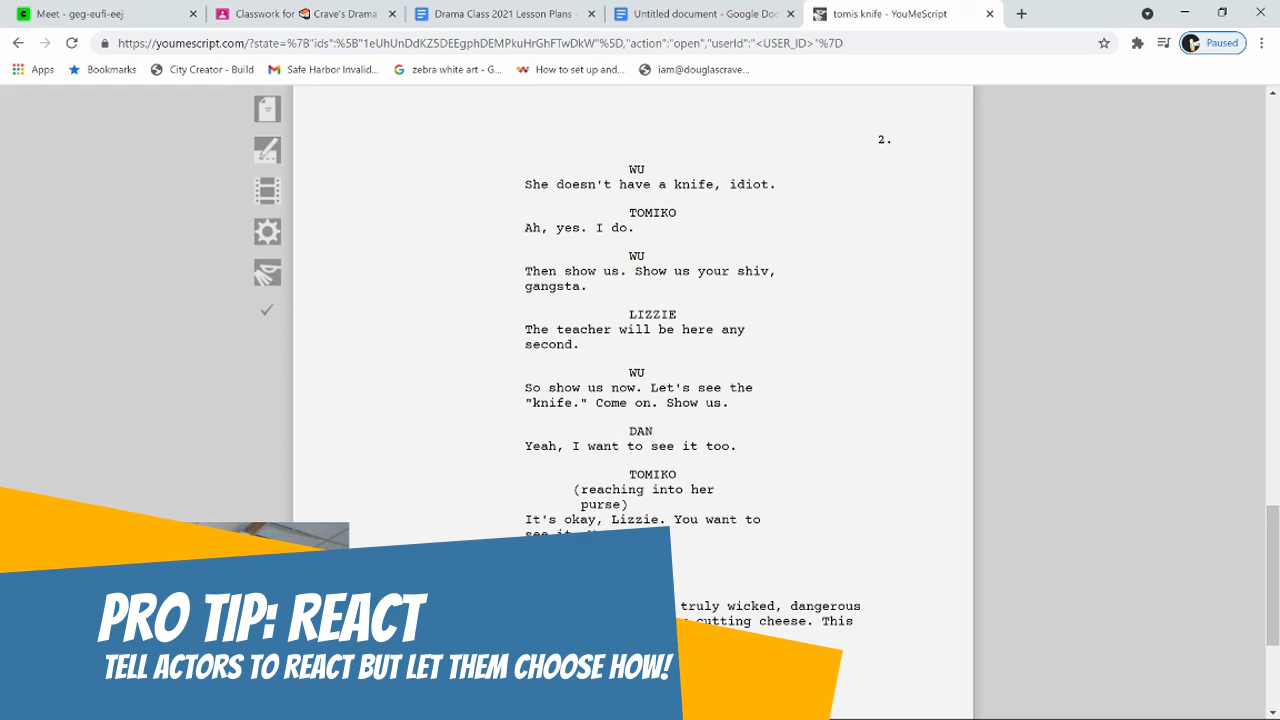 Meet - geg-eufi-eej
Classwork for Crave's Drama
Drama Class 2021 Lesson Plans -
Untitled document - Google Doc
tomis knife - YouMeScript
https://youmescript.com/?state=%7B"ids":%5B"1eUhUnDdKZ5DEEgphDEM0uuHrGhFTwDkW"%5D,"action":"open","userId":"<USER_ID>"%7D
Paused
Apps
Bookmarks
City Creator - Build
Safe Harbor Invalid...
zebra white art - G...
How to set up and...
iam@douglascrave...
2.
WU
She doesn't have a knife, idiot.
TOMIKO
Ah, yes. I do.
WU
Then show us. Show us your shiv,
gangsta.
LIZZIE
The teacher will be here any
second.
WU
So show us now. Let's see the
"knife." Come on. Show us.
DAN
Yeah, I want to see it too.
TOMIKO
(reaching into her
purse)
It's okay, Lizzie. You want to
see it
truly wicked, dangerous
cutting cheese. This
PRO TIP: REACT
TELL ACTORS TO REACT BUT LET THEM CHOOSE HOW!